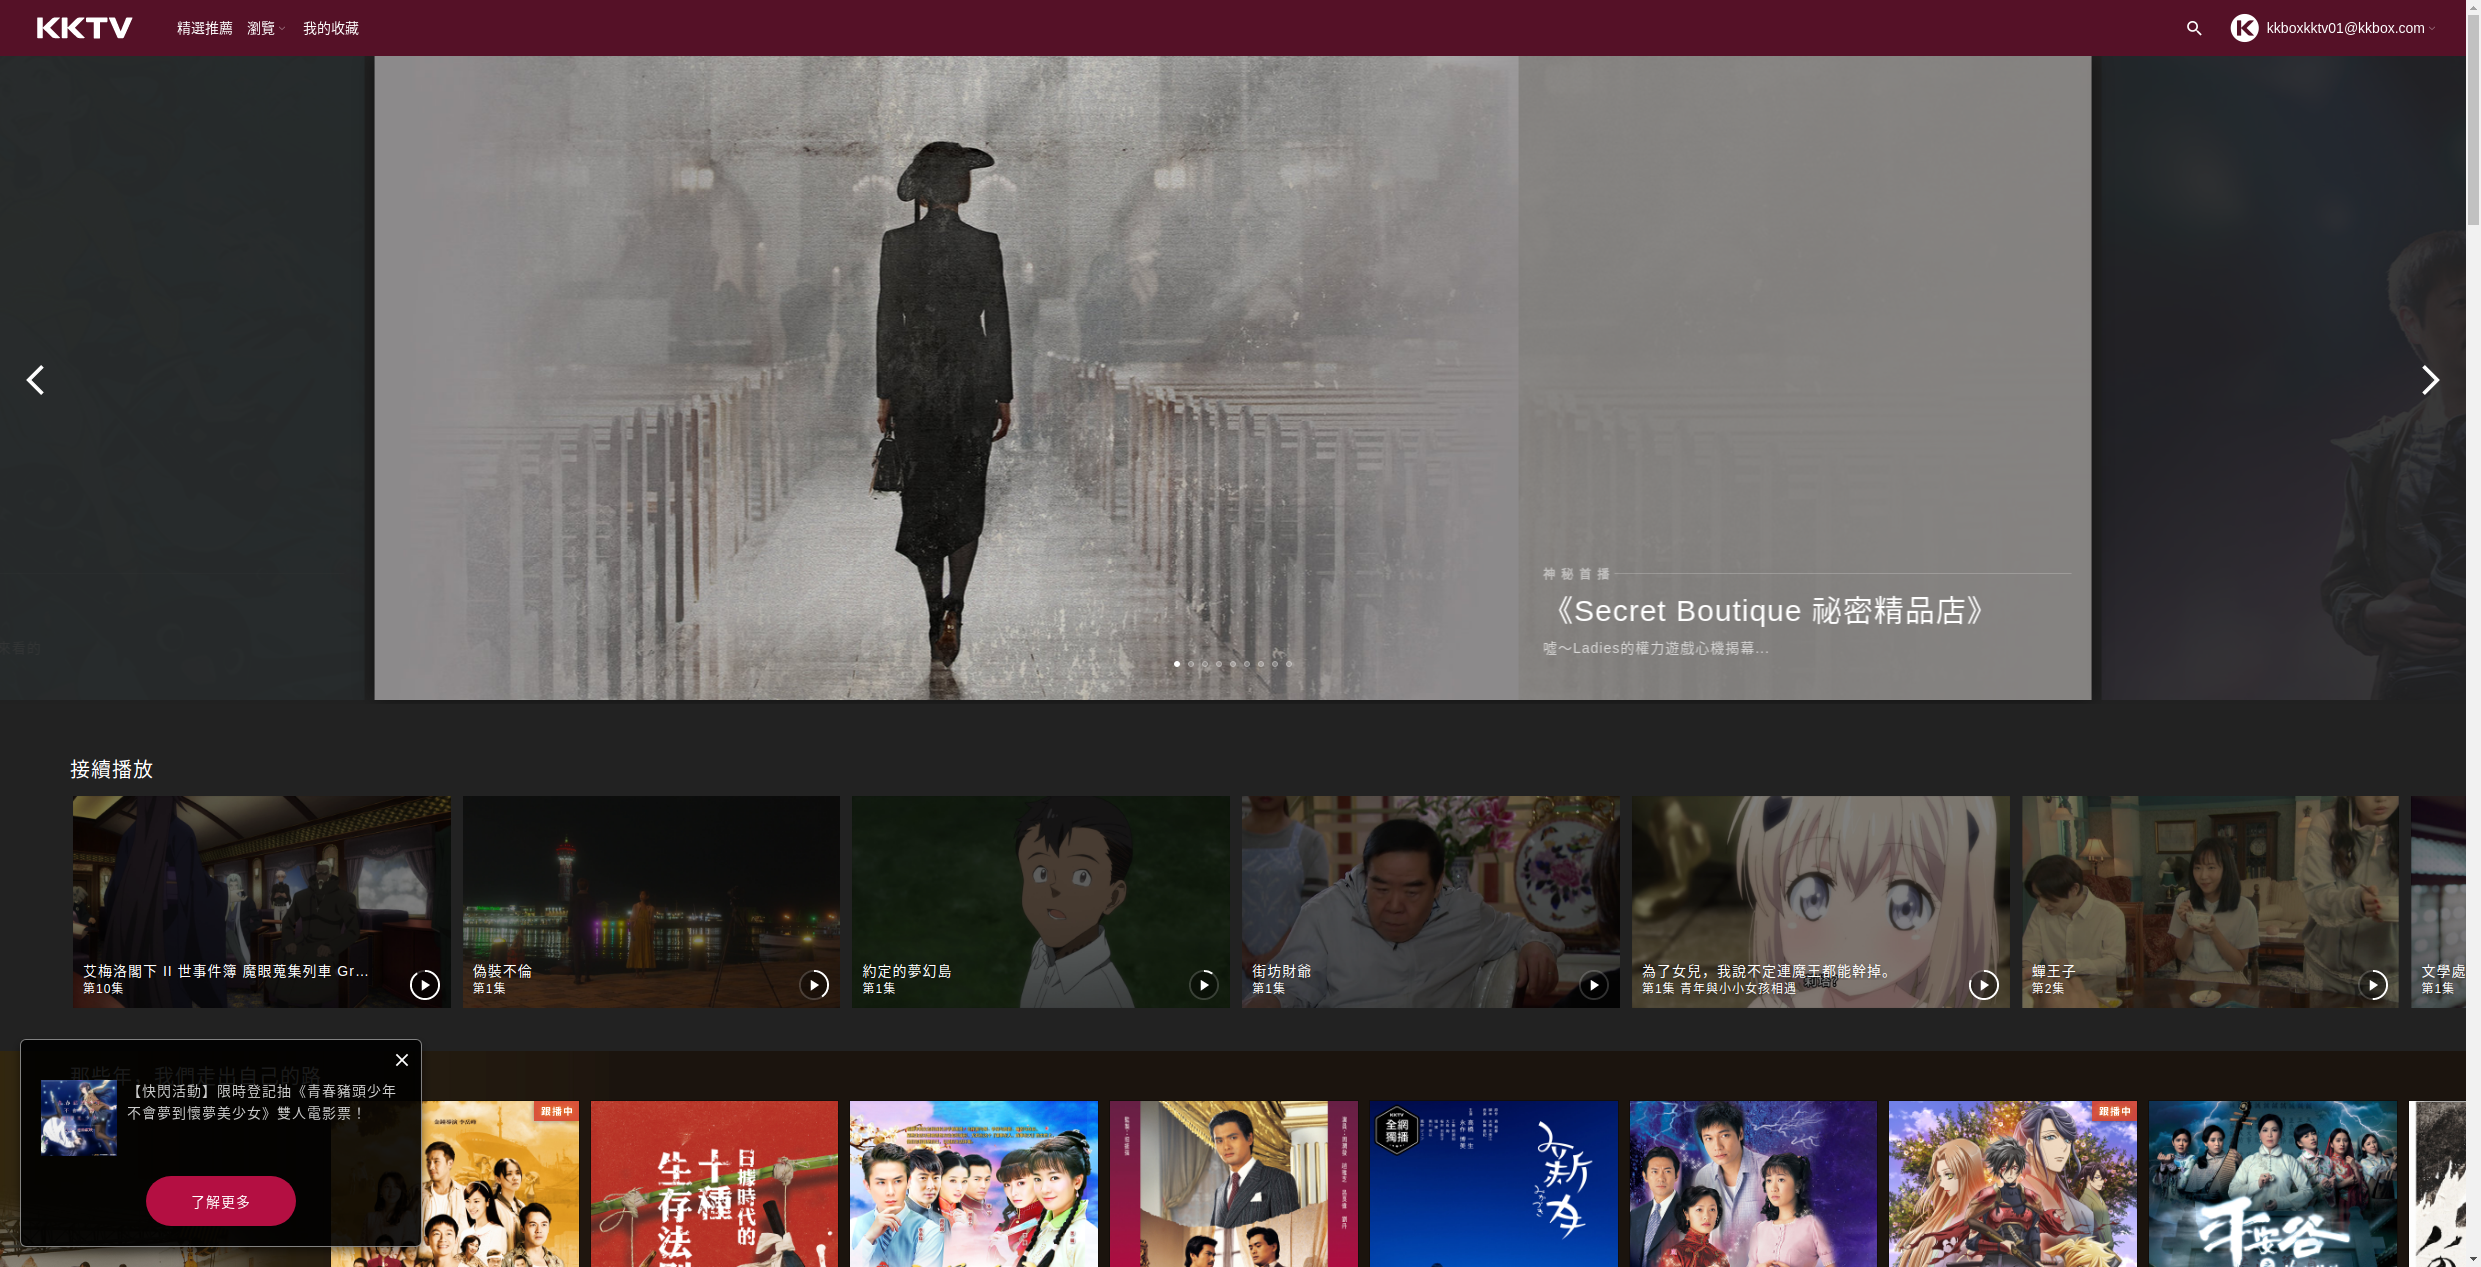 KKTV
精選推薦
瀏覽
我的收藏
kkboxkktv01@kkbox.com
神秘首播
《Secret Boutique 祕密精品店》
噓～Ladies的權力遊戲心機揭幕...
來看的
接續播放
艾梅洛閣下 II 世事件簿 魔眼蒐集列車 Gr...
第10集
偽裝不倫
第1集
約定的夢幻島
第1集
街坊財爺
第1集
為了女兒，我說不定連魔王都能幹掉。
第1集 青年與小小女孩相遇
蟬王子
第2集
文學處
第1集
那些年，我們走出自己的路
【快閃活動】限時登記抽《青春豬頭少年
不會夢到懷夢美少女》雙人電影票！
了解更多
跟播中
日據時代的
十種
生存法則
KKTV
全網
獨播
新
跟播中
平安谷